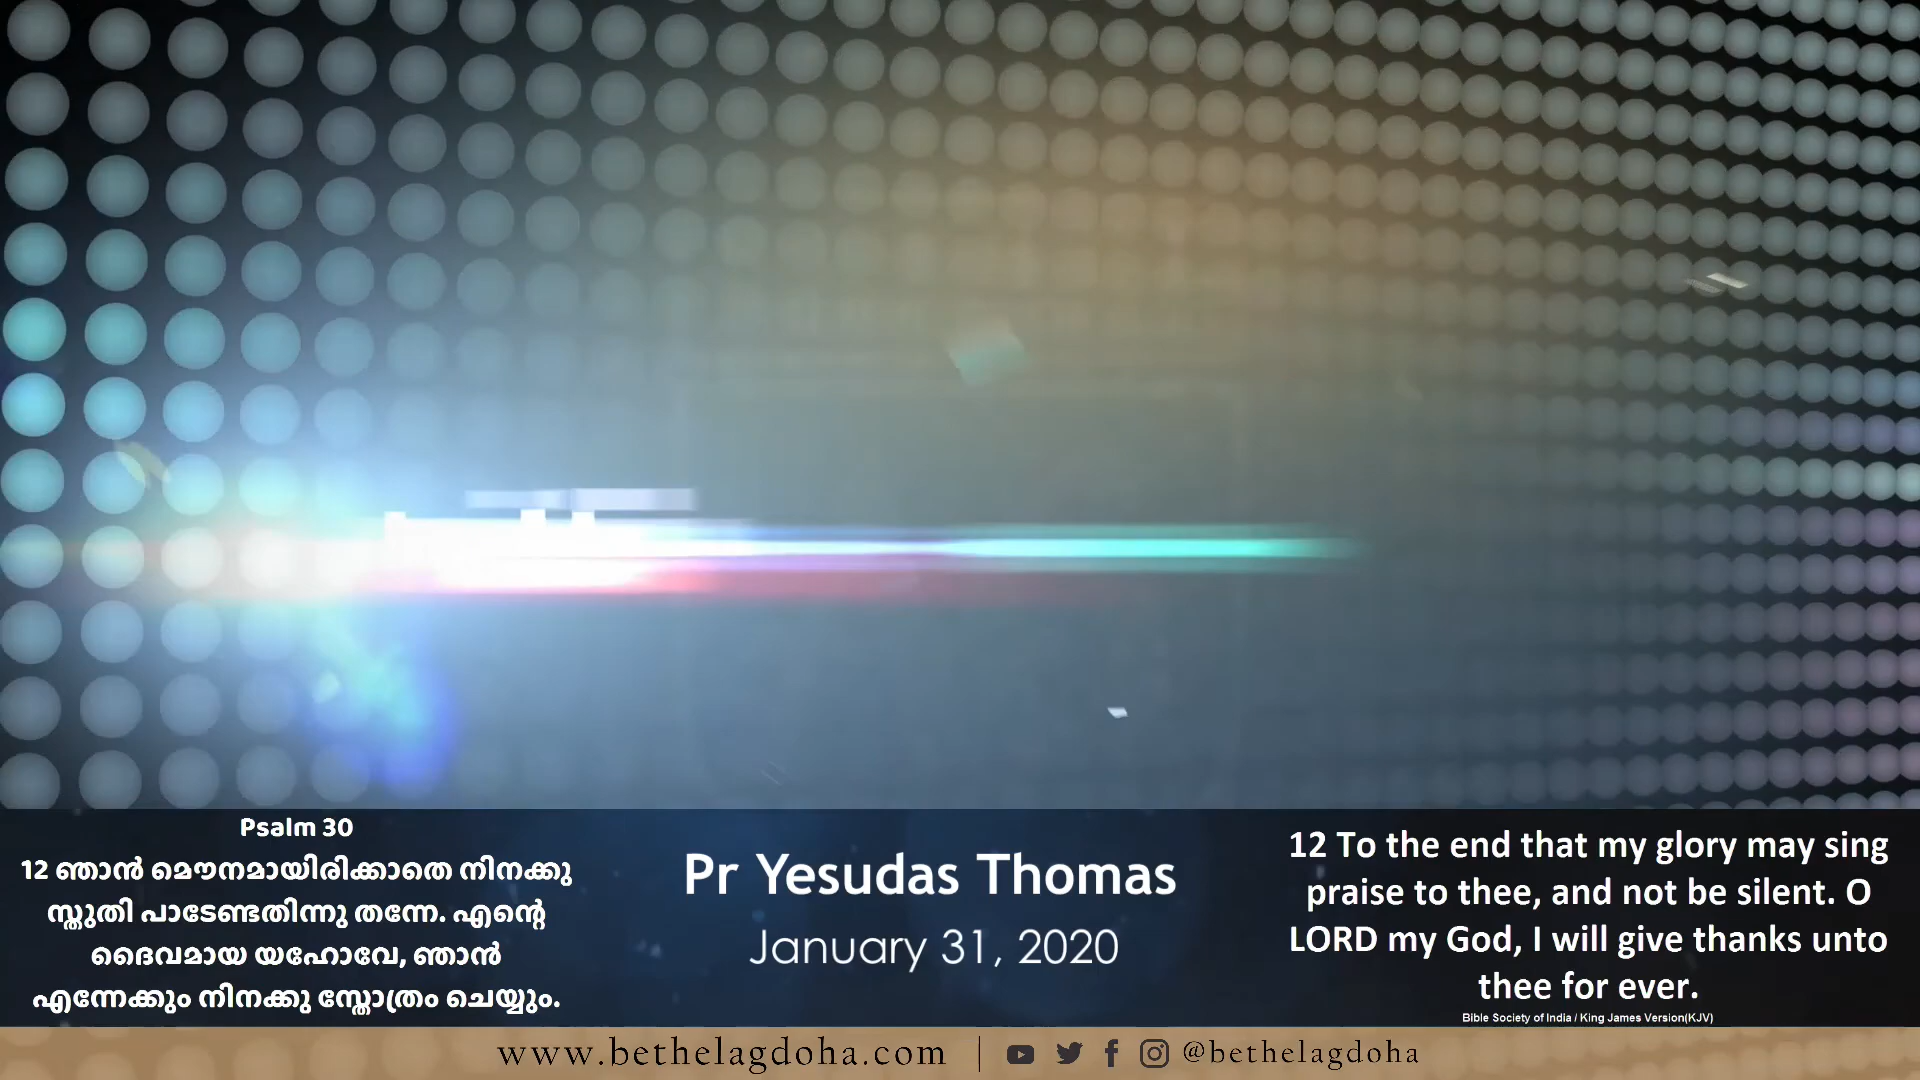 Psalm 30
12 ഞാൻ മൌനമായിരിക്കാതെ നിനക്കു
സ്തുതി പാടേണ്ടതിന്നു തന്നേ. എന്റെ
ദൈവമായ യഹോവേ, ഞാൻ
എന്നേക്കും നിനക്കു സ്തോത്രം ചെയ്യും.
Pr Yesudas Thomas
January 31, 2020
12 To the end that my glory may sing
praise to thee, and not be silent. O
LORD my God, I will give thanks unto
thee for ever.
Bible Society of India / King James Version(KJV)
www.bethelagdoha.com | @bethelagdoha